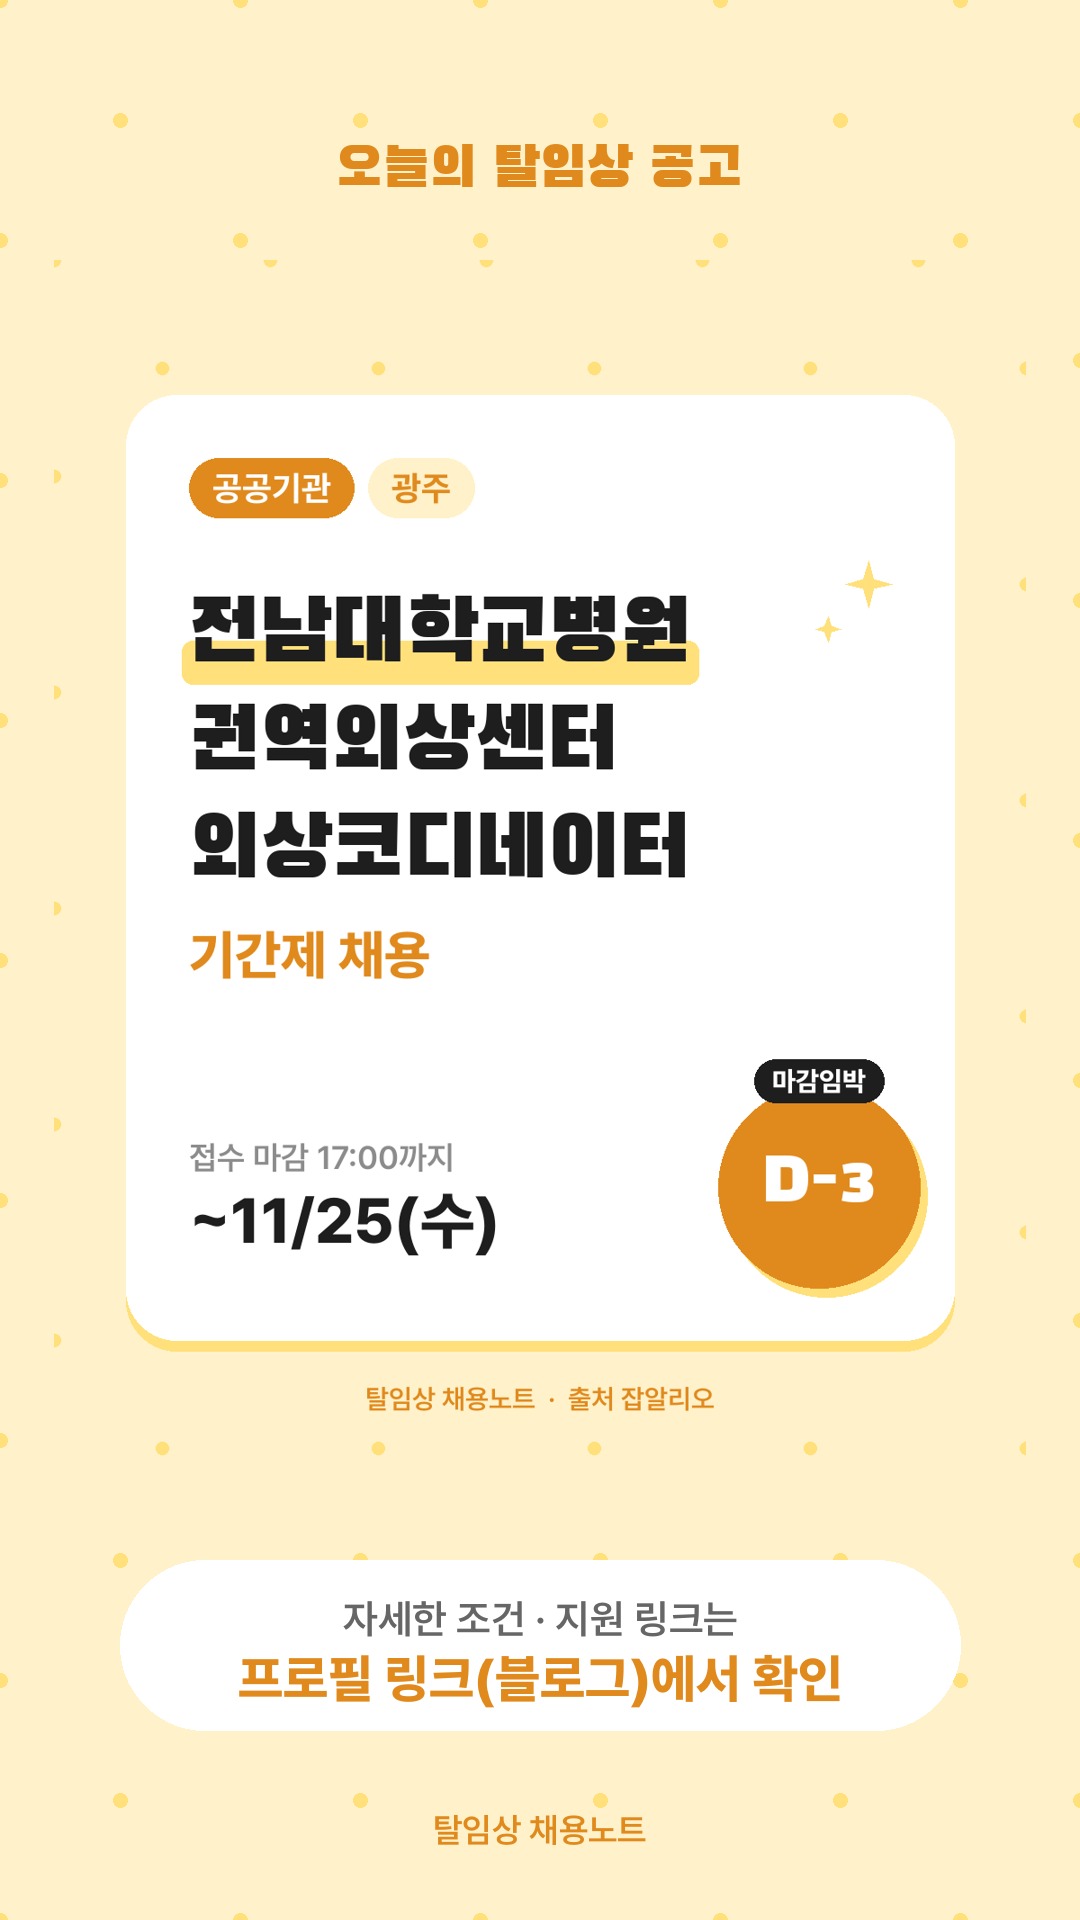 오늘의 탈임상 공고
공공기관 광주
전남대학교병원
권역외상센터
외상코디네이터
기간제 채용
마감임박
D-3
접수 마감 17:00까지
~11/25(수)
탈임상 채용노트 · 출처 잡알리오
자세한 조건 · 지원 링크는
프로필 링크(블로그)에서 확인
탈임상 채용노트